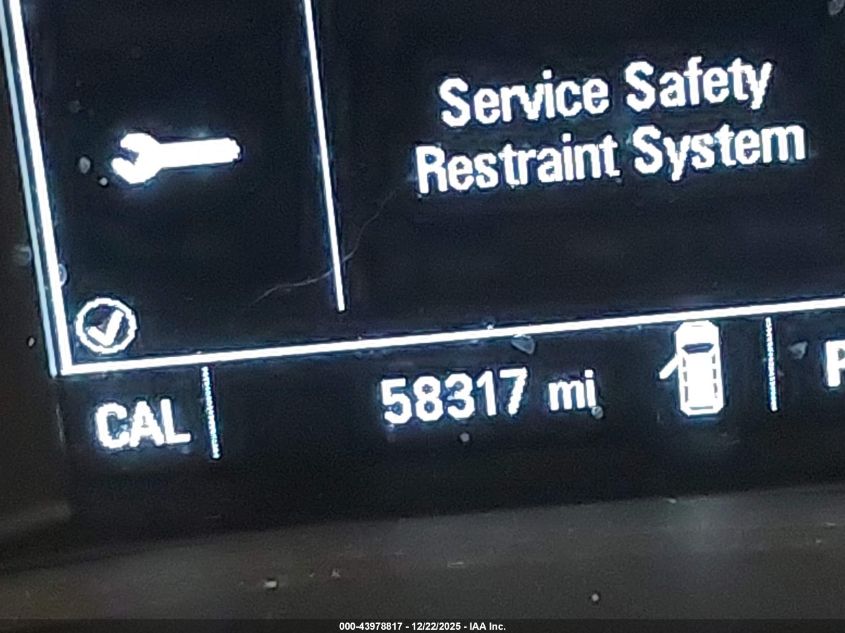 Service Safety
Restraint System
CAL 58317 mi P
000-43978817 - 12/22/2025 - IAA Inc.